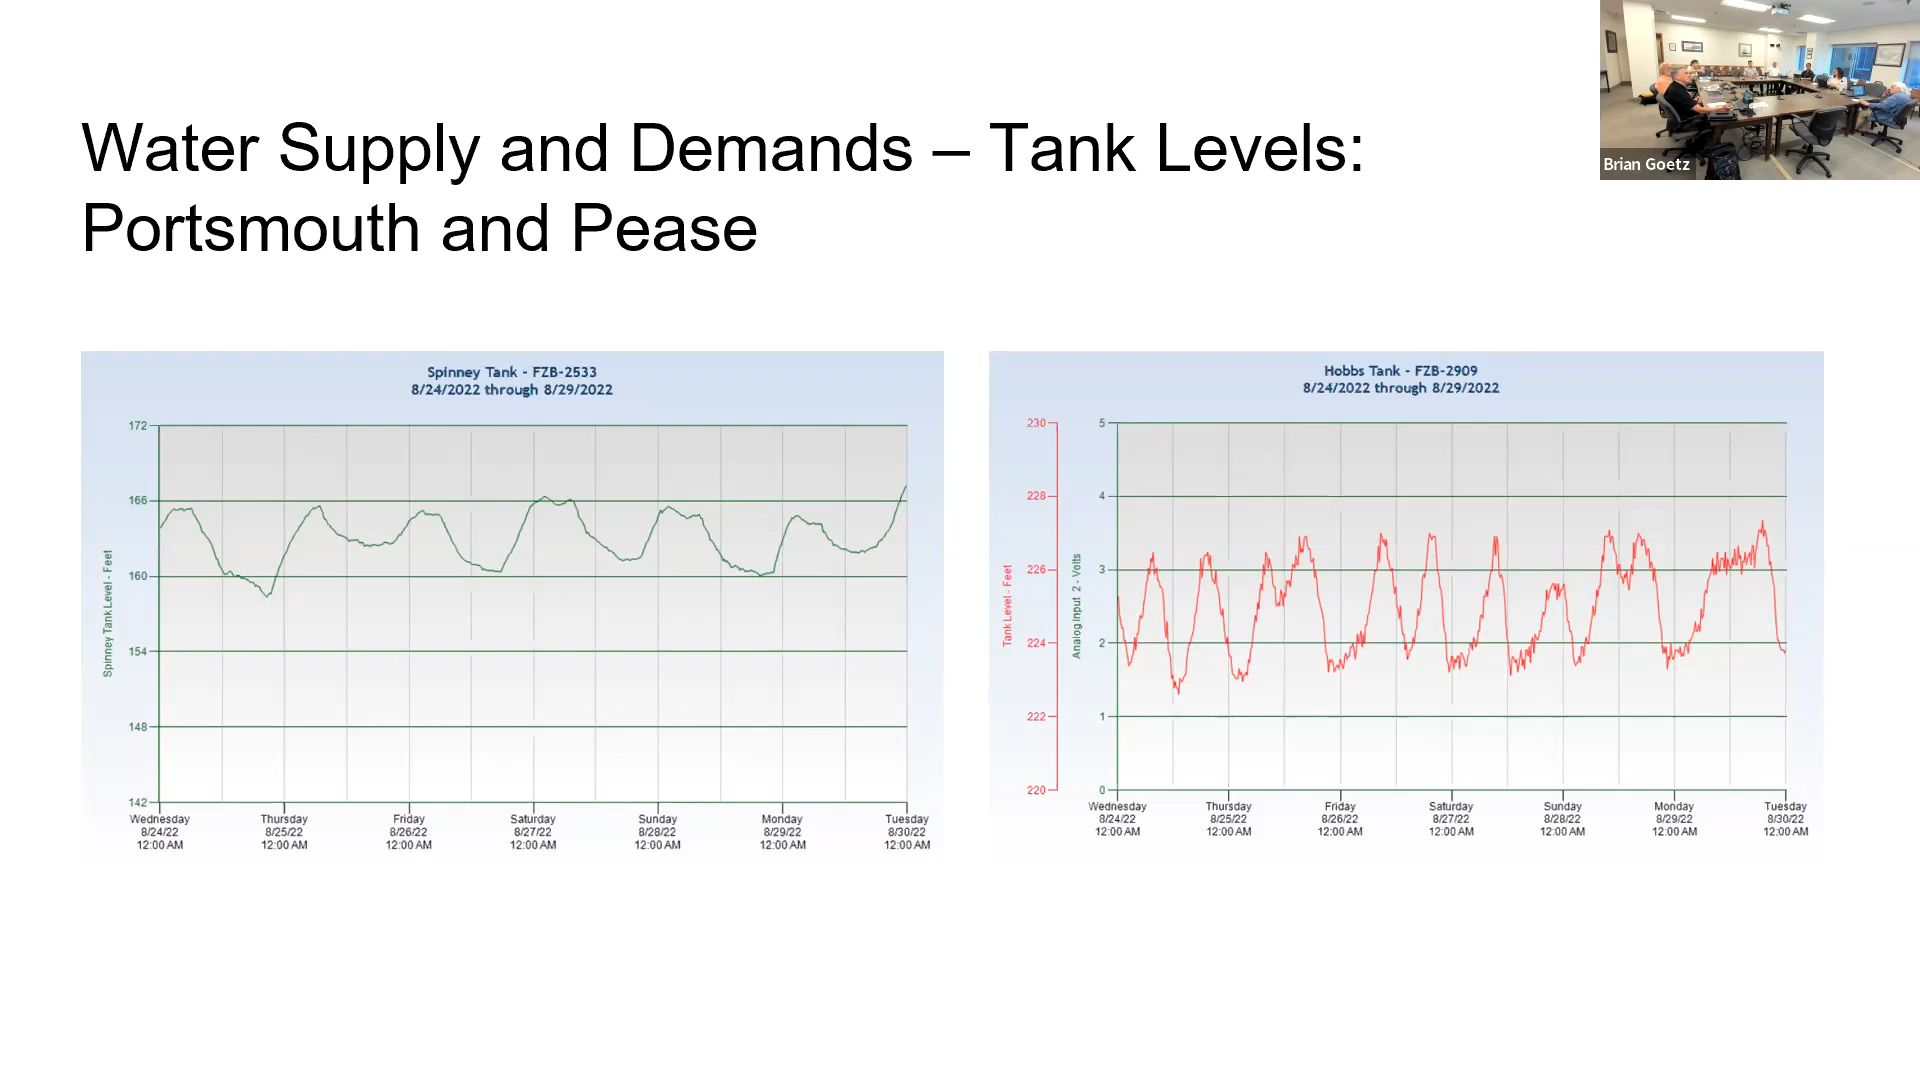 Water Supply and Demands – Tank Levels:
Portsmouth and Pease
Brian Goetz
Spinney Tank - FZB-2533
8/24/2022 through 8/29/2022
Spinney Tank Level - Feet
172
166
160
154
148
142
Wednesday
8/24/22
12:00 AM
Thursday
8/25/22
12:00 AM
Friday
8/26/22
12:00 AM
Saturday
8/27/22
12:00 AM
Sunday
8/28/22
12:00 AM
Monday
8/29/22
12:00 AM
Tuesday
8/30/22
12:00 AM
Hobbs Tank - FZB-2909
8/24/2022 through 8/29/2022
Tank Level - Feet
230
228
226
224
222
220
Analog Input 2 - Volts
5
4
3
2
1
0
Wednesday
8/24/22
12:00 AM
Thursday
8/25/22
12:00 AM
Friday
8/26/22
12:00 AM
Saturday
8/27/22
12:00 AM
Sunday
8/28/22
12:00 AM
Monday
8/29/22
12:00 AM
Tuesday
8/30/22
12:00 AM